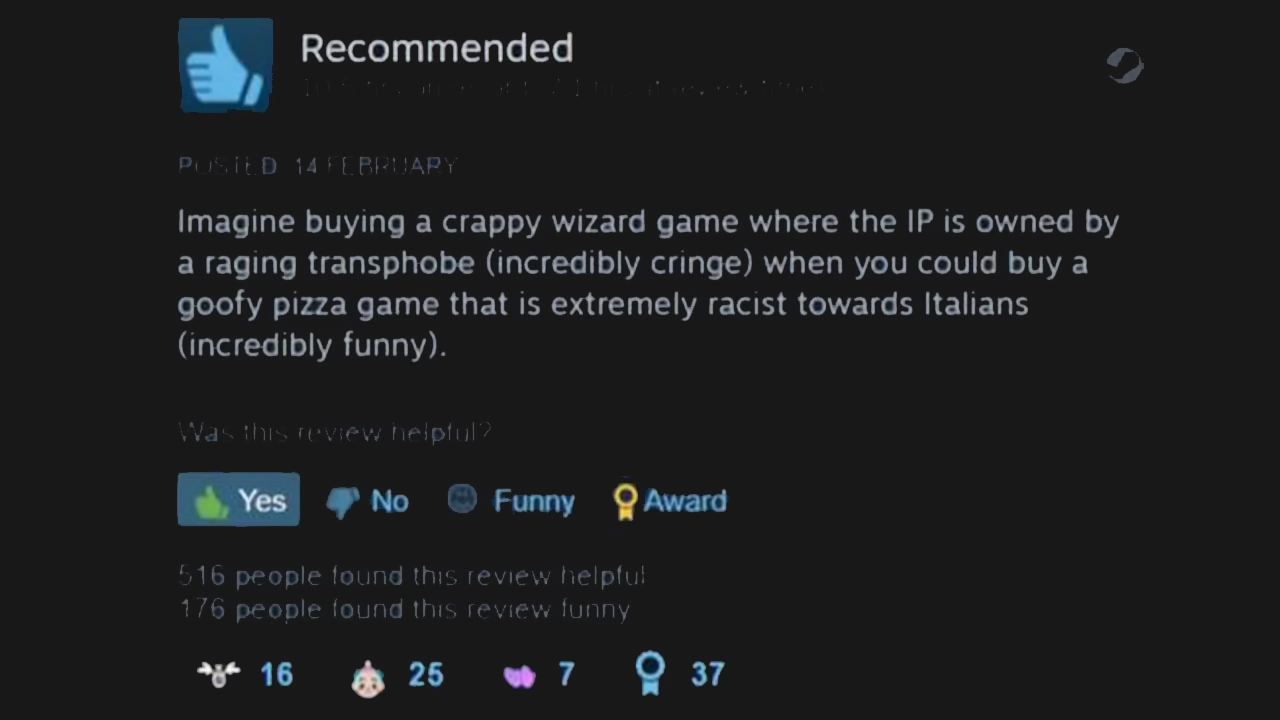 Recommended
POSTED: 14 FEBRUARY
Imagine buying a crappy wizard game where the IP is owned by
a raging transphobe (incredibly cringe) when you could buy a
goofy pizza game that is extremely racist towards Italians
(incredibly funny).
Was this review helpful?
Yes No Funny Award
516 people found this review helpful
176 people found this review funny
16 25 7 37